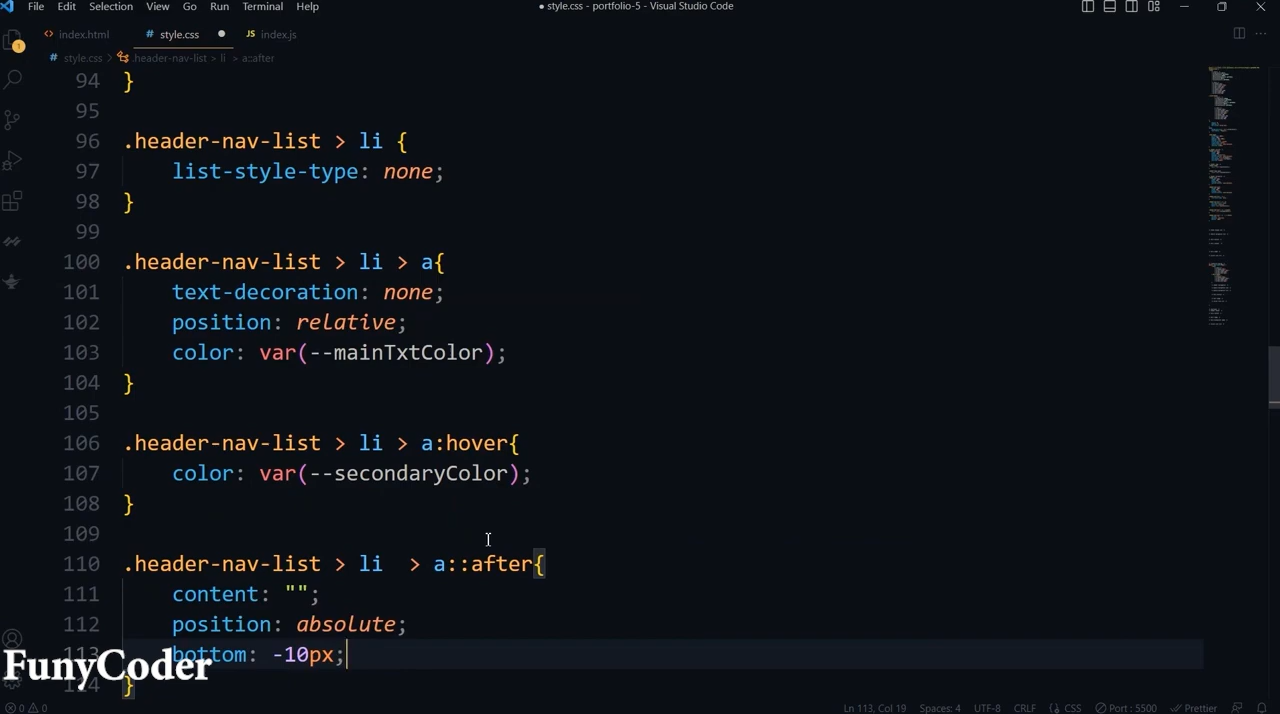 File Edit Selection View Go Run Terminal Help ● style.css - portfolio-5 - Visual Studio Code
<> index.html # style.css ● JS index.js
# style.css > .header-nav-list > li > a::after
1
94 }
95
96 .header-nav-list > li {
97 list-style-type: none;
98 }
99
100 .header-nav-list > li > a{
101 text-decoration: none;
102 position: relative;
103 color: var(--mainTxtColor);
104 }
105
106 .header-nav-list > li > a:hover{
107 color: var(--secondaryColor);
108 }
109
110 .header-nav-list > li  > a::after{
111 content: "";
112 position: absolute;
113 bottom: -10px;
114 }
FunyCoder
0 0 Ln 113, Col 19 Spaces: 4 UTF-8 CRLF {} CSS Port : 5500 Prettier